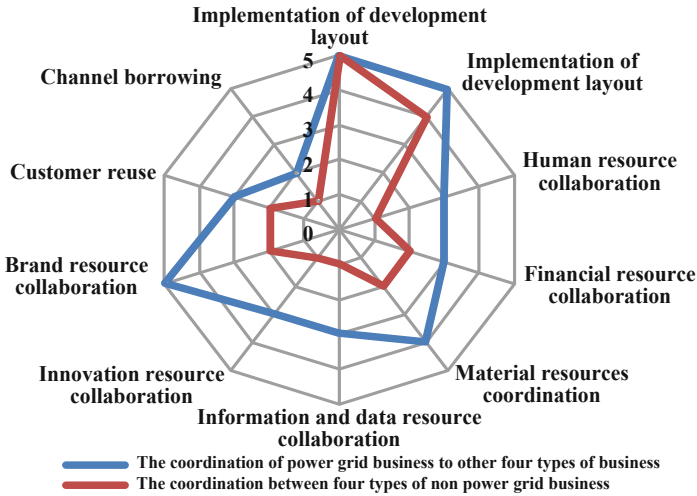 Implementation of development
layout
Implementation of
development layout
Channel borrowing
5
4
3
2
1
0
Human resource
collaboration
Customer reuse
Brand resource
collaboration
Financial resource
collaboration
Innovation resource
collaboration
Material resources
coordination
Information and data resource
collaboration
The coordination of power grid business to other four types of business
The coordination between four types of non power grid business